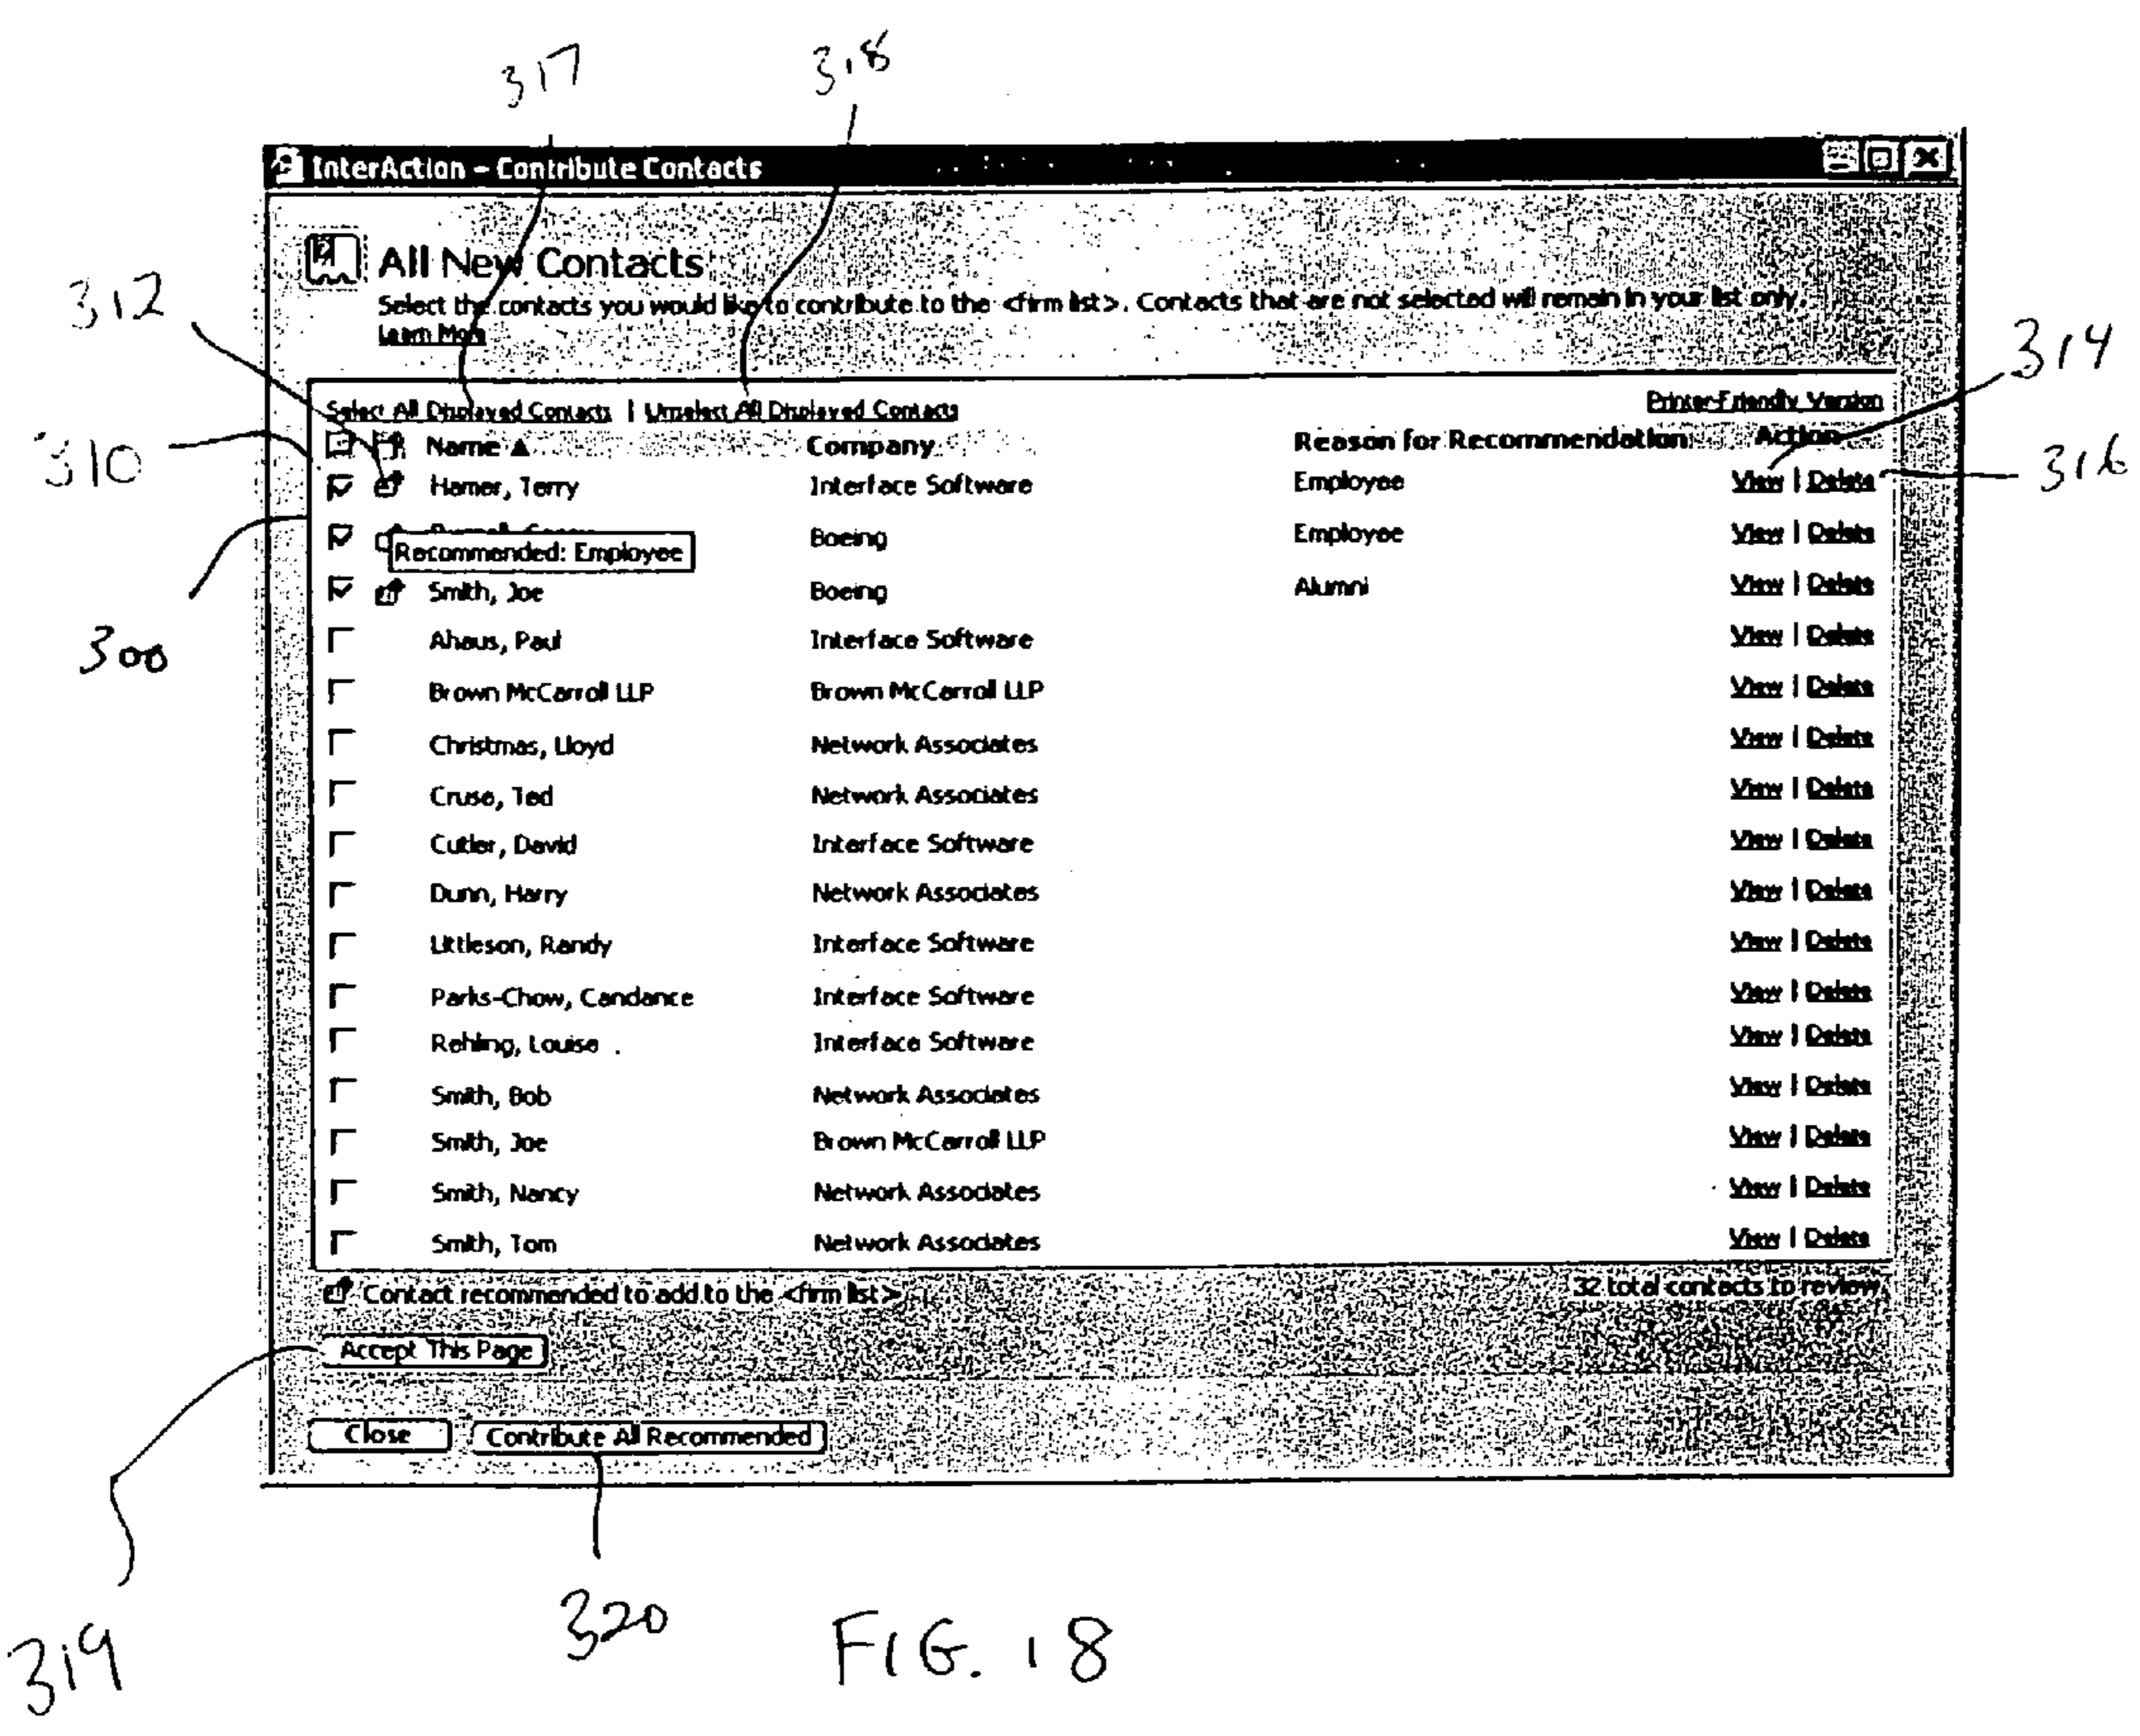 317 318
InterAction - Contribute Contacts
All New Contacts
312
Select the contacts you would like to contribute to the <firm list>. Contacts that are not selected will remain in your list only.
Learn More
314
Select All Displayed Contacts | Unselect All Displayed Contacts Printer-Friendly Version
310
Name ▲ Company Reason for Recommendation Action
316
Hamer, Terry Interface Software Employee View | Delete
Boeing Employee View | Delete
Recommended: Employee
Smith, Joe Boeing Alumni View | Delete
300
Ahaus, Paul Interface Software View | Delete
Brown McCarroll LLP Brown McCarroll LLP View | Delete
Christmas, Lloyd Network Associates View | Delete
Cruse, Ted Network Associates View | Delete
Cutler, David Interface Software View | Delete
Dunn, Harry Network Associates View | Delete
Littleson, Randy Interface Software View | Delete
Parks-Chow, Candance Interface Software View | Delete
Rehling, Louise Interface Software View | Delete
Smith, Bob Network Associates View | Delete
Smith, Joe Brown McCarroll LLP View | Delete
Smith, Nancy Network Associates View | Delete
Smith, Tom Network Associates View | Delete
Contact recommended to add to the <firm list> 32 total contacts to review.
Accept This Page
Close Contribute All Recommended
319 320 FIG. 18